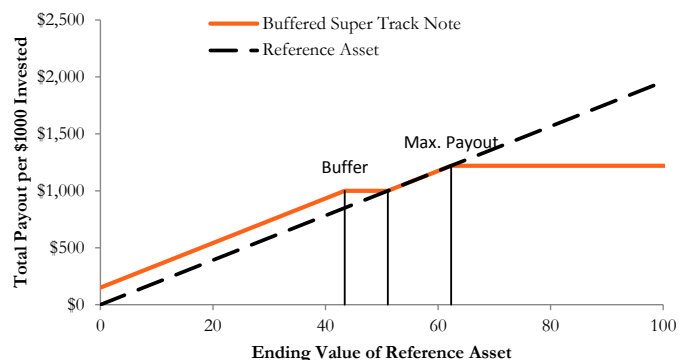 $2,500
Buffered Super Track Note
Reference Asset
$2,000
$1,500
Max. Payout
Buffer
$1,000
$500
$0
0 20 40 60 80 100
Total Payout per $1000 Invested
Ending Value of Reference Asset